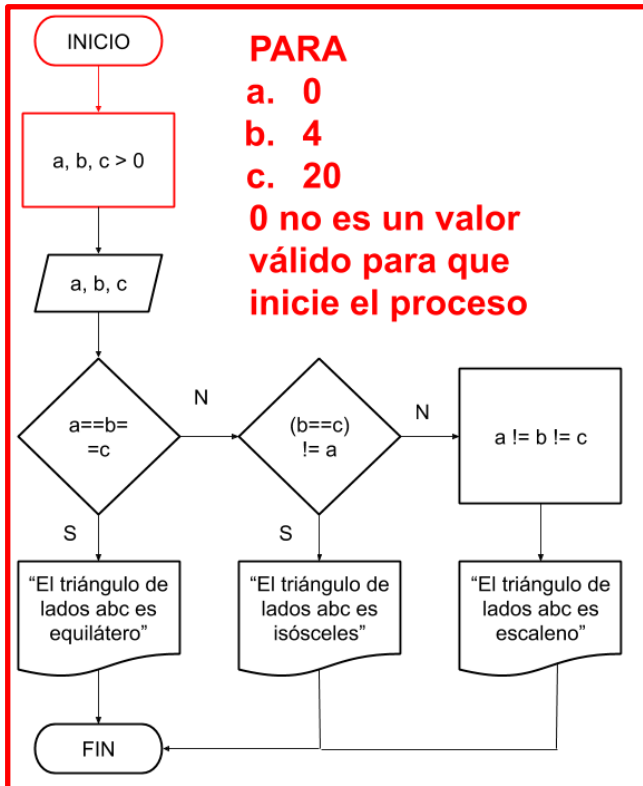 INICIO
PARA
a. 0
b. 4
c. 20
0 no es un valor
válido para que
inicie el proceso
a, b, c > 0
a, b, c
a==b=
=c
N
(b==c)
!= a
N
a != b != c
S
S
“El triángulo de
lados abc es
equilátero”
“El triángulo de
lados abc es
isósceles”
“El triángulo de
lados abc es
escaleno”
FIN